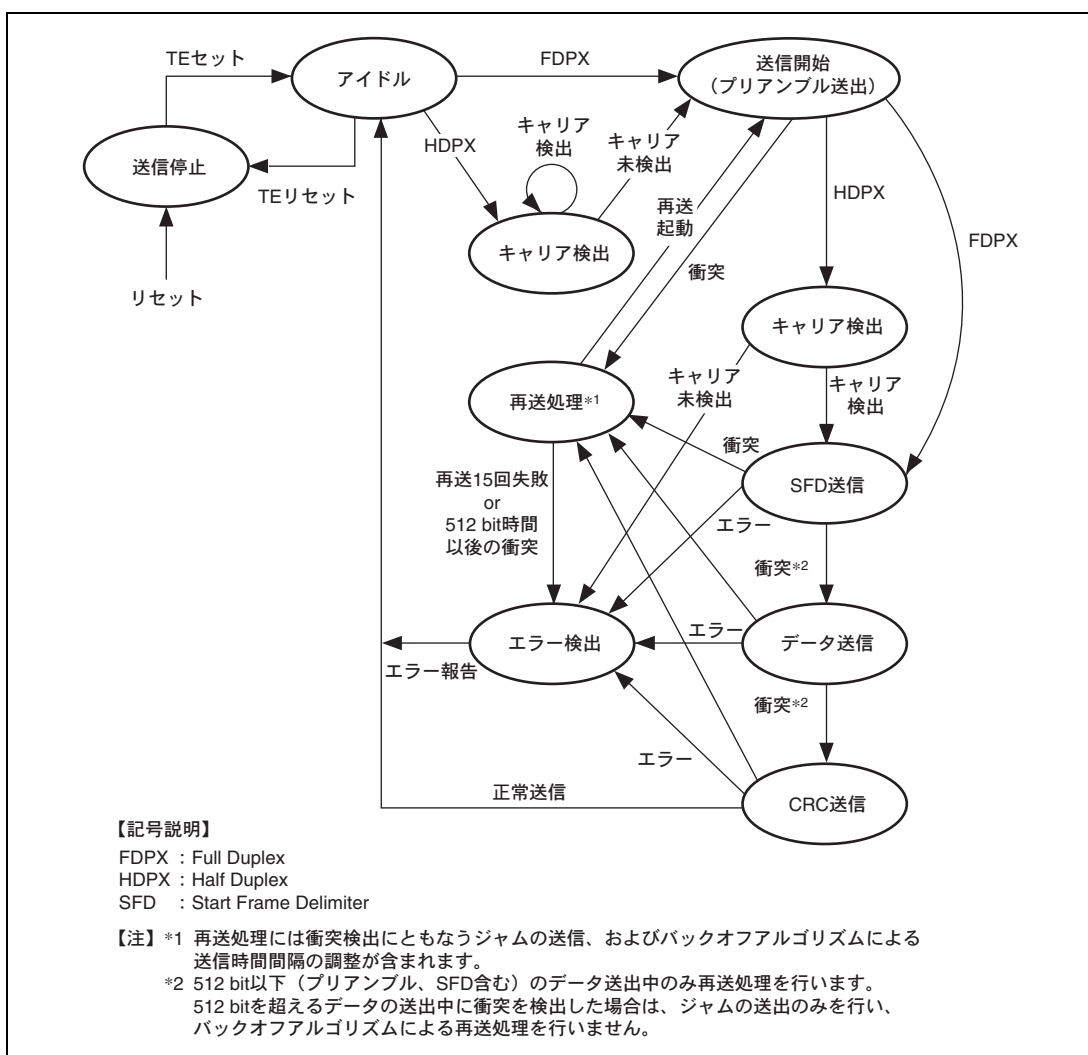 TEセット
アイドル
FDPX
送信開始
（プリアンブル送出）
キャリア
検出
キャリア
未検出
HDPX
送信停止
TEリセット
再送
起動
HDPX
FDPX
キャリア検出
衝突
リセット
キャリア検出
キャリア
未検出
キャリア
検出
再送処理*1
衝突
SFD送信
再送15回失敗
or
512 bit時間
以後の衝突
エラー
衝突*2
エラー検出
エラー
データ送信
エラー報告
衝突*2
エラー
正常送信
CRC送信
【記号説明】
FDPX : Full Duplex
HDPX : Half Duplex
SFD : Start Frame Delimiter
【注】 *1 再送処理には衝突検出にともなうジャムの送信、およびバックオフアルゴリズムによる
送信時間間隔の調整が含まれます。
*2 512 bit以下（プリアンブル、SFD含む）のデータ送出中のみ再送処理を行います。
512 bitを超えるデータの送出中に衝突を検出した場合は、ジャムの送出のみを行い、
バックオフアルゴリズムによる再送処理を行いません。